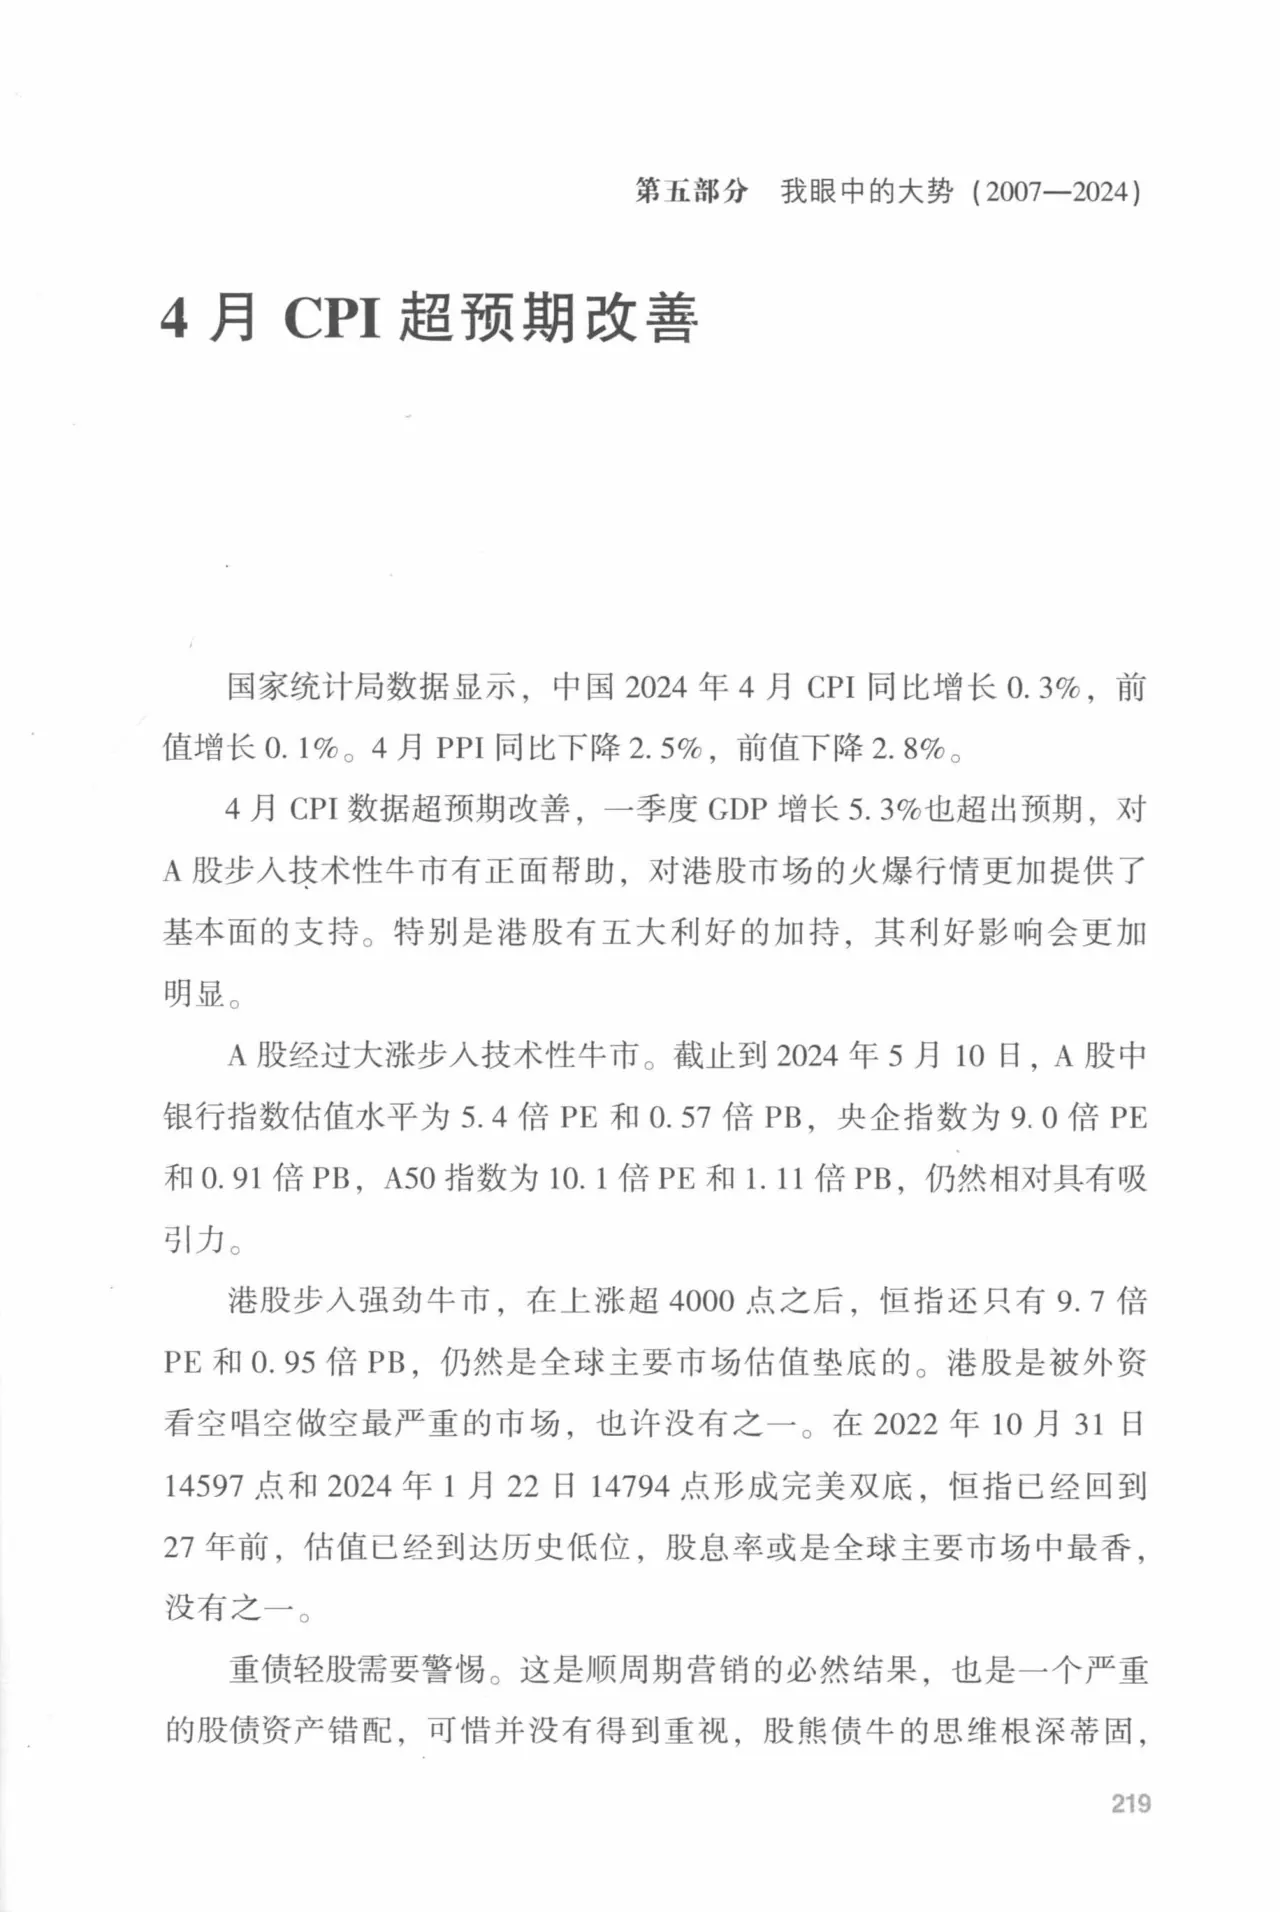 第五部分 我眼中的大势（2007—2024）
4 月 CPI 超预期改善
国家统计局数据显示，中国 2024 年 4 月 CPI 同比增长 0.3%，前
值增长 0.1%。4 月 PPI 同比下降 2.5%，前值下降 2.8%。
4 月 CPI 数据超预期改善，一季度 GDP 增长 5.3%也超出预期，对
A 股步入技术性牛市有正面帮助，对港股市场的火爆行情更加提供了
基本面的支持。特别是港股有五大利好的加持，其利好影响会更加
明显。
A 股经过大涨步入技术性牛市。截止到 2024 年 5 月 10 日，A 股中
银行指数估值水平为 5.4 倍 PE 和 0.57 倍 PB，央企指数为 9.0 倍 PE
和 0.91 倍 PB，A50 指数为 10.1 倍 PE 和 1.11 倍 PB，仍然相对具有吸
引力。
港股步入强劲牛市，在上涨超 4000 点之后，恒指还只有 9.7 倍
PE 和 0.95 倍 PB，仍然是全球主要市场估值垫底的。港股是被外资
看空唱空做空最严重的市场，也许没有之一。在 2022 年 10 月 31 日
14597 点和 2024 年 1 月 22 日 14794 点形成完美双底，恒指已经回到
27 年前，估值已经到达历史低位，股息率或是全球主要市场中最香，
没有之一。
重债轻股需要警惕。这是顺周期营销的必然结果，也是一个严重
的股债资产错配，可惜并没有得到重视，股熊债牛的思维根深蒂固，
219